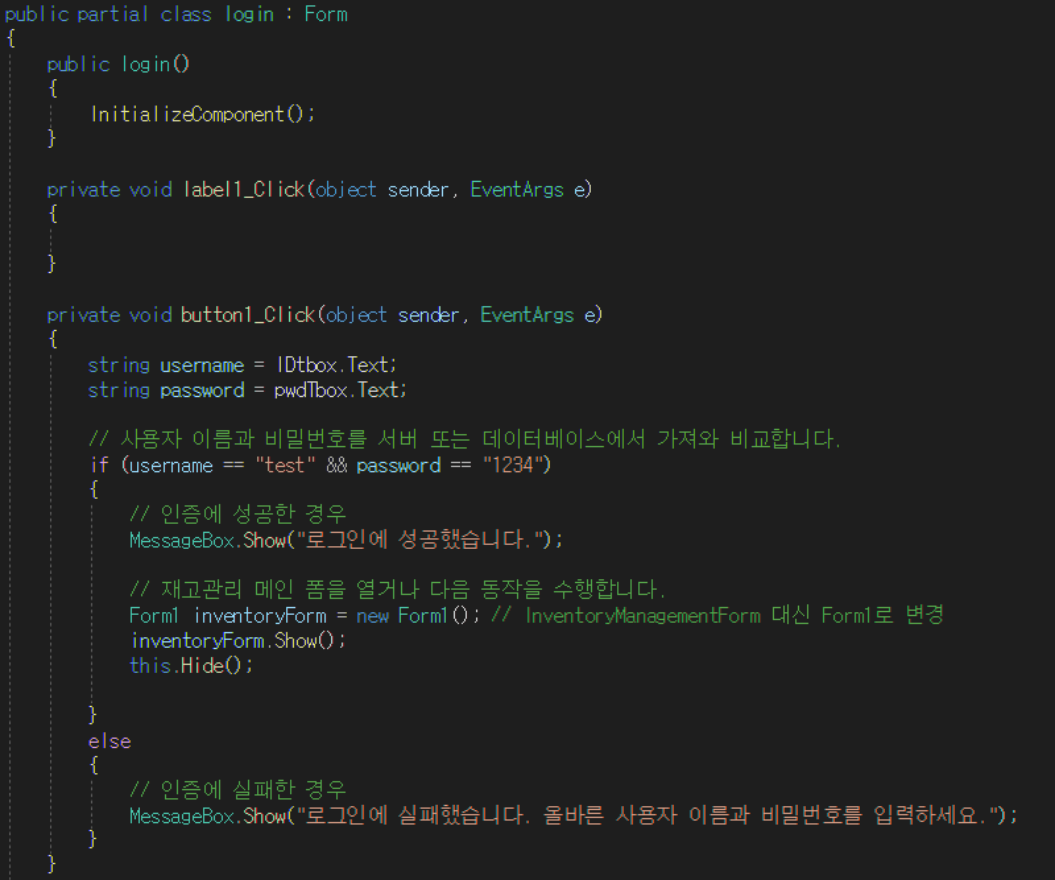 public partial class login : Form
{
public login()
{
InitializeComponent();
}
private void label1_Click(object sender, EventArgs e)
{
}
private void button1_Click(object sender, EventArgs e)
{
string username = IDtbox.Text;
string password = pwdTbox.Text;
// 사용자 이름과 비밀번호를 서버 또는 데이터베이스에서 가져와 비교합니다.
if (username == "test" && password == "1234")
{
// 인증에 성공한 경우
MessageBox.Show("로그인에 성공했습니다.");
// 재고관리 메인 폼을 열거나 다음 동작을 수행합니다.
Form1 inventoryForm = new Form1(); // InventoryManagementForm 대신 Form1로 변경
inventoryForm.Show();
this.Hide();
}
else
{
// 인증에 실패한 경우
MessageBox.Show("로그인에 실패했습니다. 올바른 사용자 이름과 비밀번호를 입력하세요.");
}
}